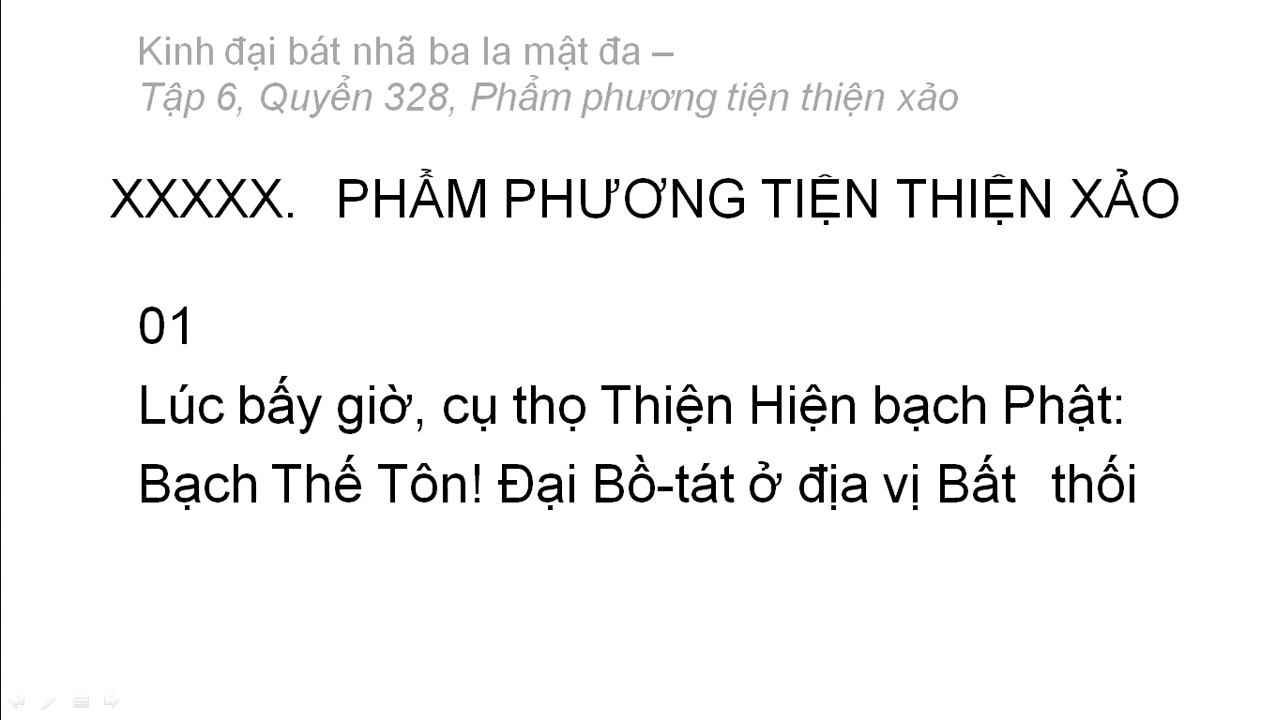 Kinh đại bát nhã ba la mật đa –
Tập 6, Quyển 328, Phẩm phương tiện thiện xảo
XXXXX. PHẨM PHƯƠNG TIỆN THIỆN XẢO
01
Lúc bấy giờ, cụ thọ Thiện Hiện bạch Phật:
Bạch Thế Tôn! Đại Bồ-tát ở địa vị Bất thối